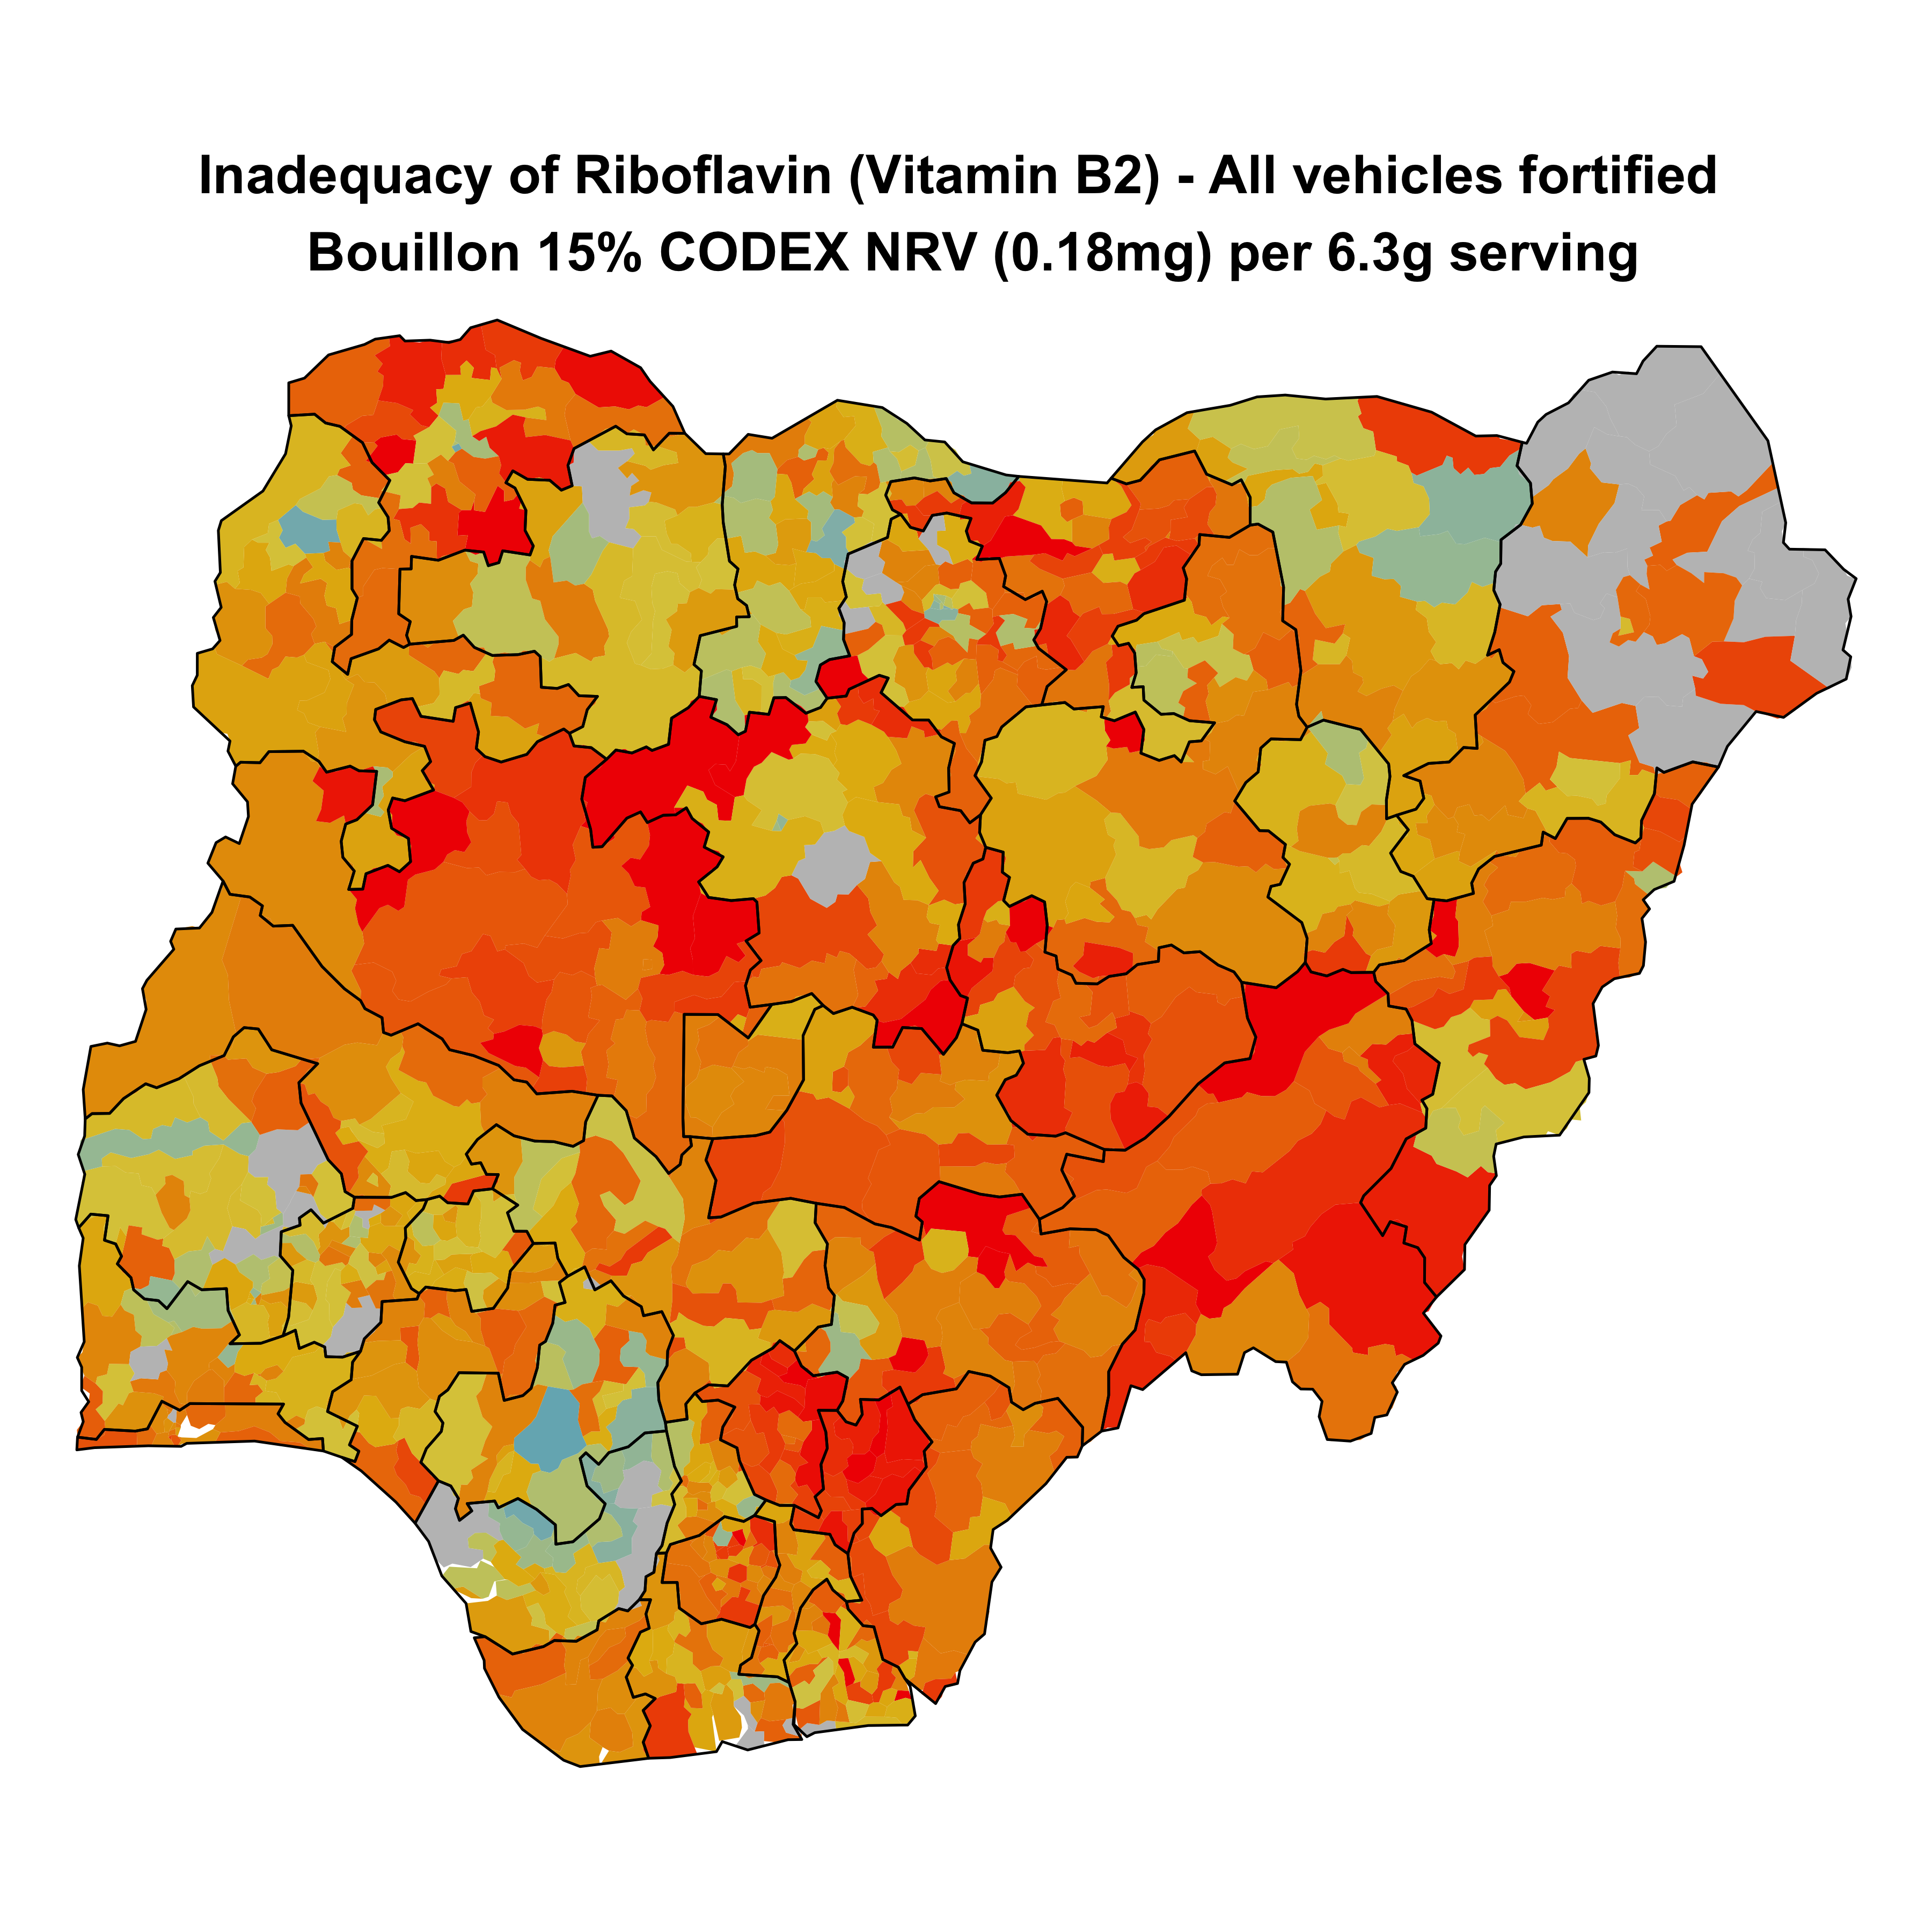 Inadequacy of Riboflavin (Vitamin B2) - All vehicles fortified
Bouillon 15% CODEX NRV (0.18mg) per 6.3g serving